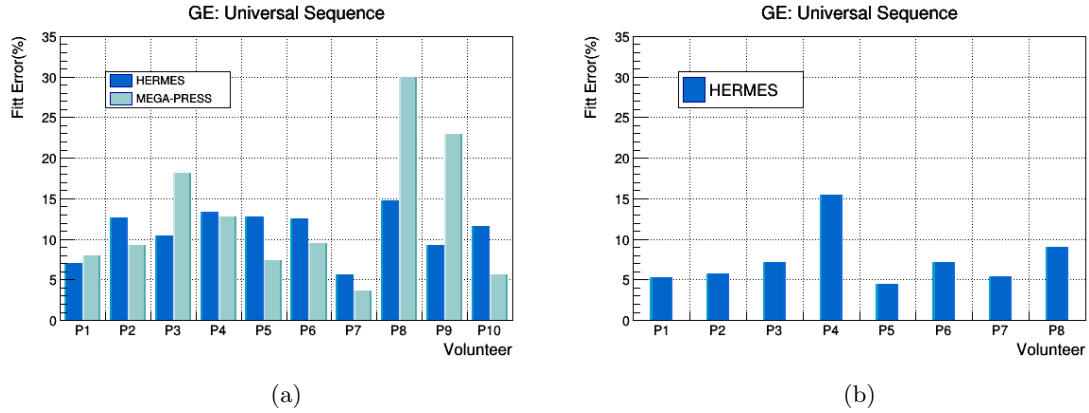 GE: Universal Sequence
Fitt Error(%)
35
30
25
20
15
10
5
0
HERMES
MEGA-PRESS
P1 P2 P3 P4 P5 P6 P7 P8 P9 P10
Volunteer
(a)
GE: Universal Sequence
Fitt Error(%)
35
30
25
20
15
10
5
0
HERMES
P1 P2 P3 P4 P5 P6 P7 P8
Volunteer
(b)